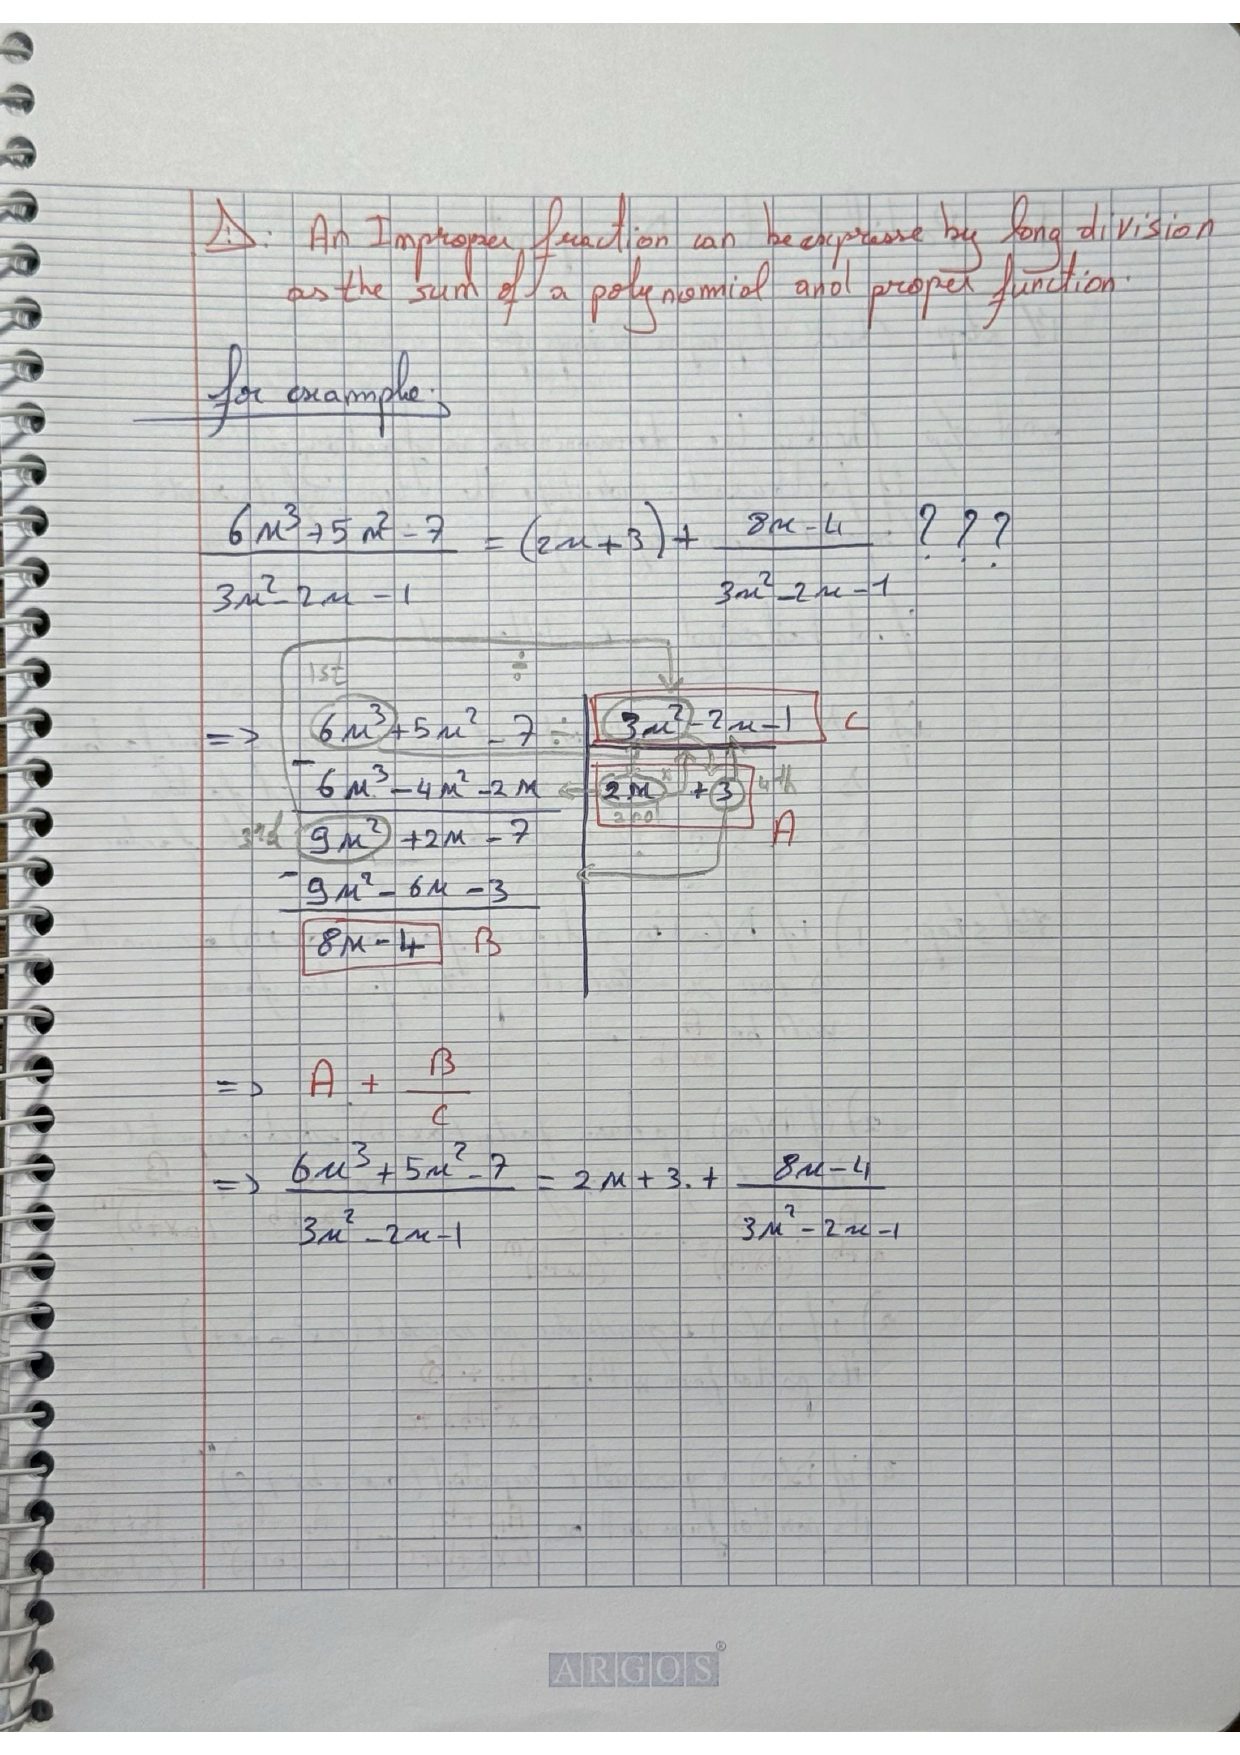 ⚠: An Improper fraction can be expresse by long division
as the sum of a polynomial and proper function.
for example:
6x³+5x²-7 / 3x²-2x-1 = (2x+3)+ 8x-4 / 3x²-2x-1 ???
1st ÷
=> 6x³+5x²-7 ÷ 3x²-2x-1 C
- 6x³-4x²-2x 2x x +3 4th
2nd A
3rd 9x²+2x-7
- 9x²-6x-3
8x-4 B
=> A + B / C
=> 6x³+5x²-7 / 3x²-2x-1 = 2x+3.+ 8x-4 / 3x²-2x-1
ARGOS®